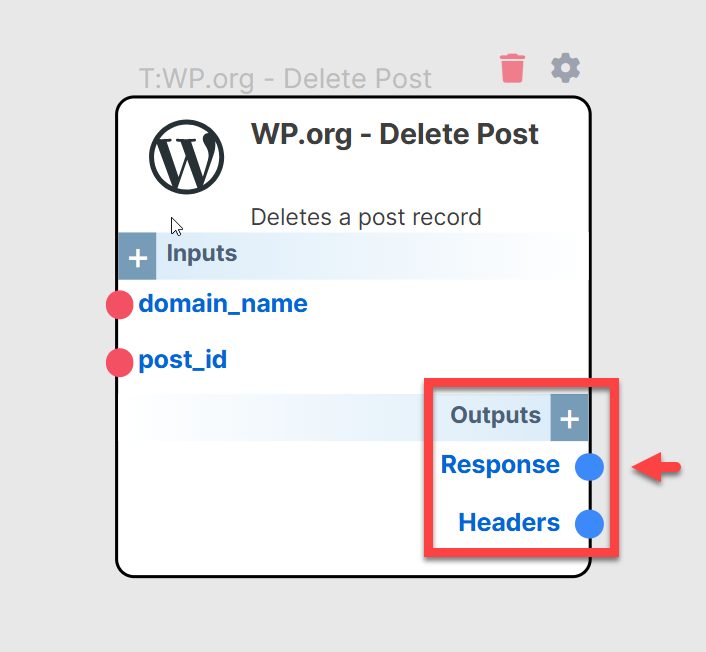 T:WP.org - Delete Post
WP.org - Delete Post
Deletes a post record
+ Inputs
domain_name
post_id
Outputs +
Response
Headers